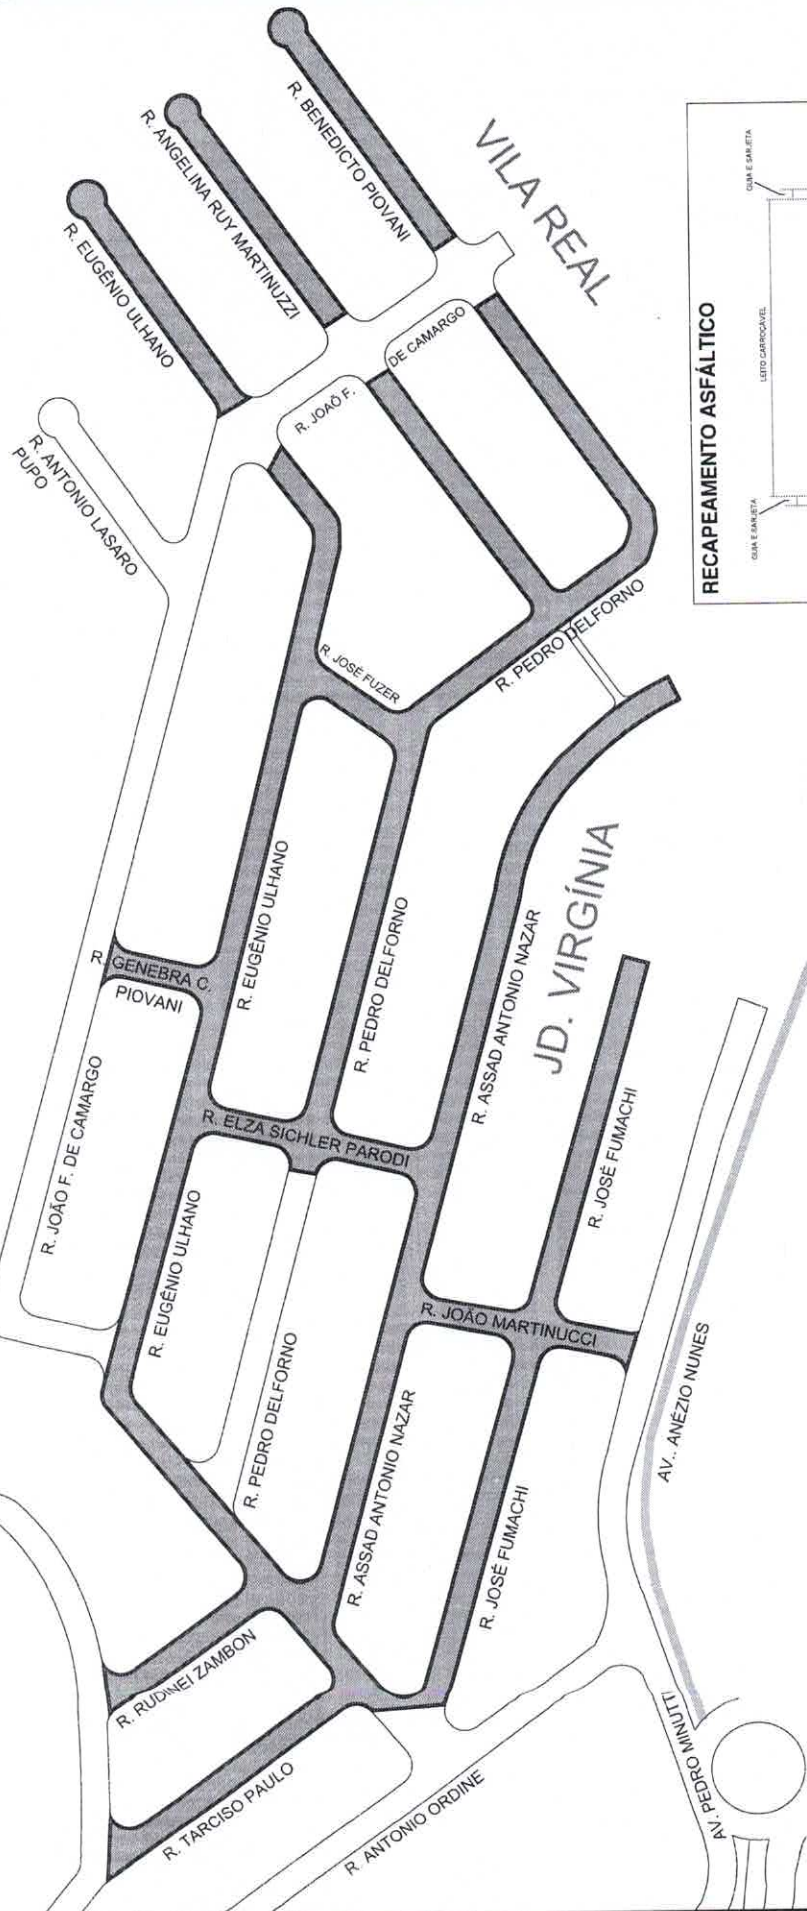 R. BENEDICTO PIOVANI
R. ANGELINA RUY MARTINUZZI
R. EUGÊNIO ULHANO
VILA REAL
R. ANTONIO LASARO
PUPO
R. JOAÕ F.
DE CAMARGO
RECAPEAMENTO ASFÁLTICO
GUIA E SARJETA
LEITO CARROÇÁVEL
GUIA E SARJETA
R. PEDRO DELFORNO
R. JOSÉ FUZER
R. EUGÊNIO ULHANO
R. PEDRO DELFORNO
R. ASSAD ANTONIO NAZAR
JD. VIRGÍNIA
R. GENEBRA C.
PIOVANI
R. JOÃO F. DE CAMARGO
R. ELZA SICHLER PARODI
R. JOSÉ FUMACHI
R. EUGÊNIO ULHANO
R. PEDRO DELFORNO
R. JOÃO MARTINUCCI
R. ASSAD ANTONIO NAZAR
R. JOSÉ FUMACHI
AV.. ANÉZIO NUNES
R. RUDINEI ZAMBON
R. TARCISO PAULO
R. ANTONIO ORDINE
AV. PEDRO MINUTTI